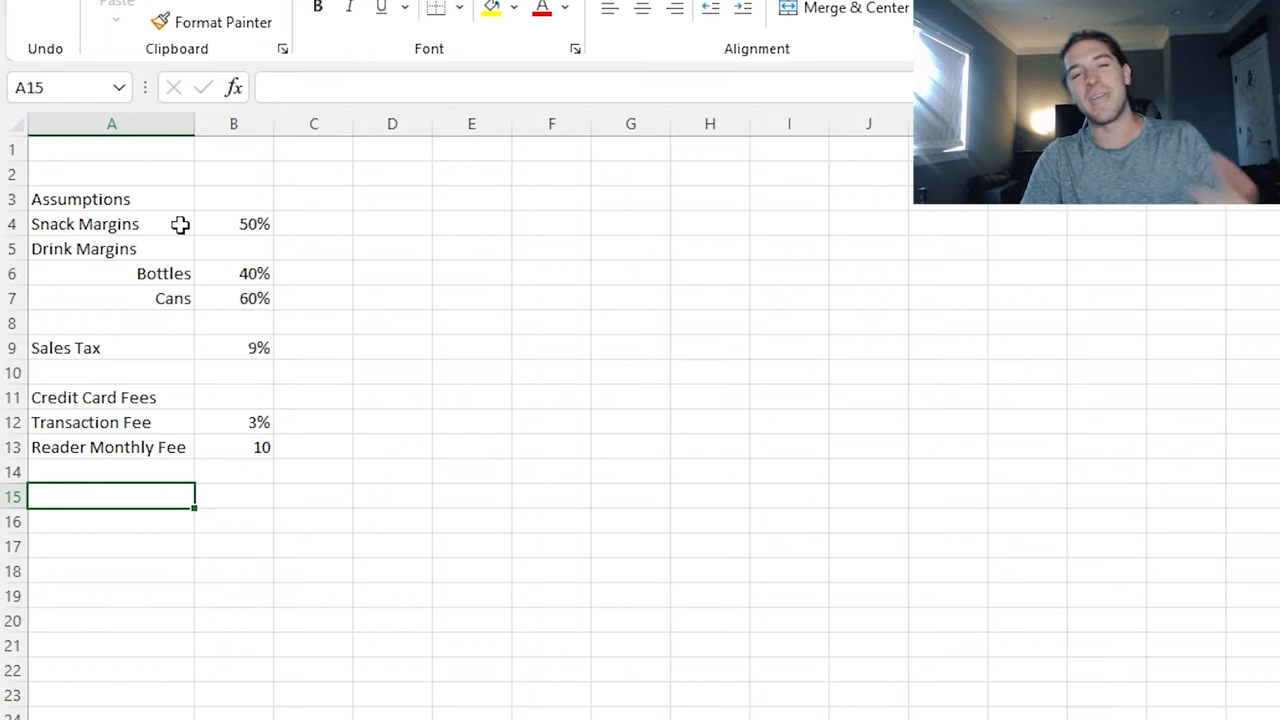 Paste
Format Painter
B I U A
Merge & Center
Undo Clipboard Font Alignment
A15 fx
A B C D E F G H I J
1
2
3 Assumptions
4 Snack Margins 50%
5 Drink Margins
6 Bottles 40%
7 Cans 60%
8
9 Sales Tax 9%
10
11 Credit Card Fees
12 Transaction Fee 3%
13 Reader Monthly Fee 10
14
15
16
17
18
19
20
21
22
23
24